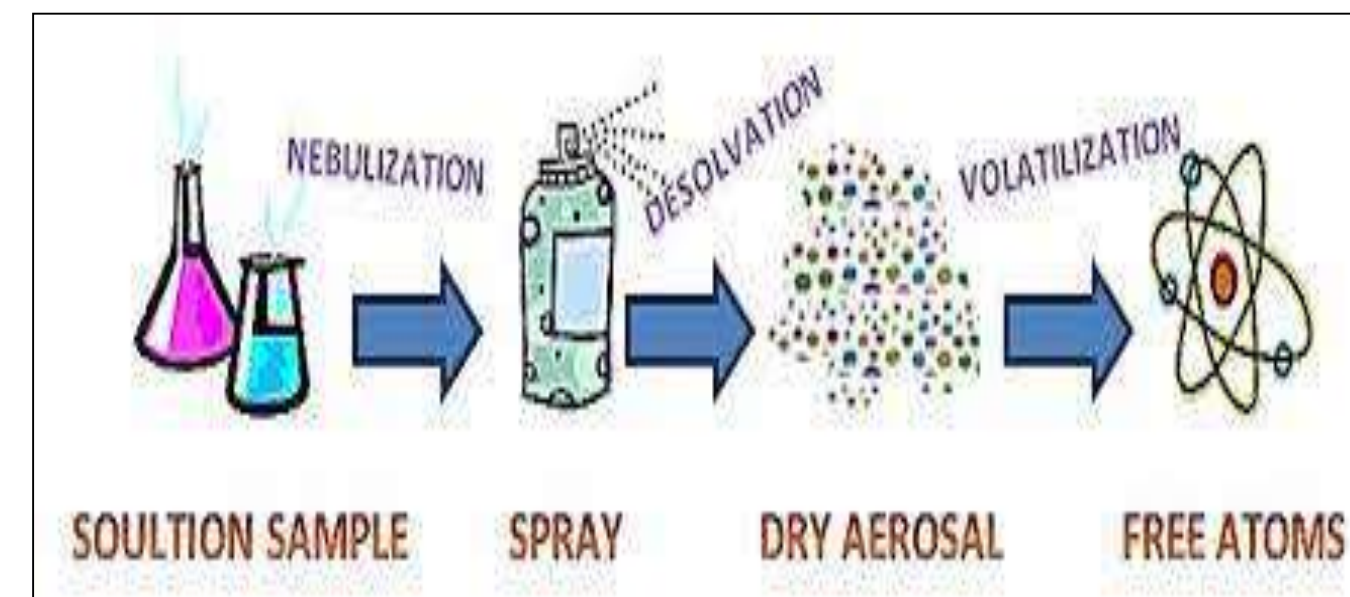 NEBULIZATION
DESOLVATION
VOLATILIZATION
SOULTION SAMPLE
SPRAY
DRY AEROSAL
FREE ATOMS